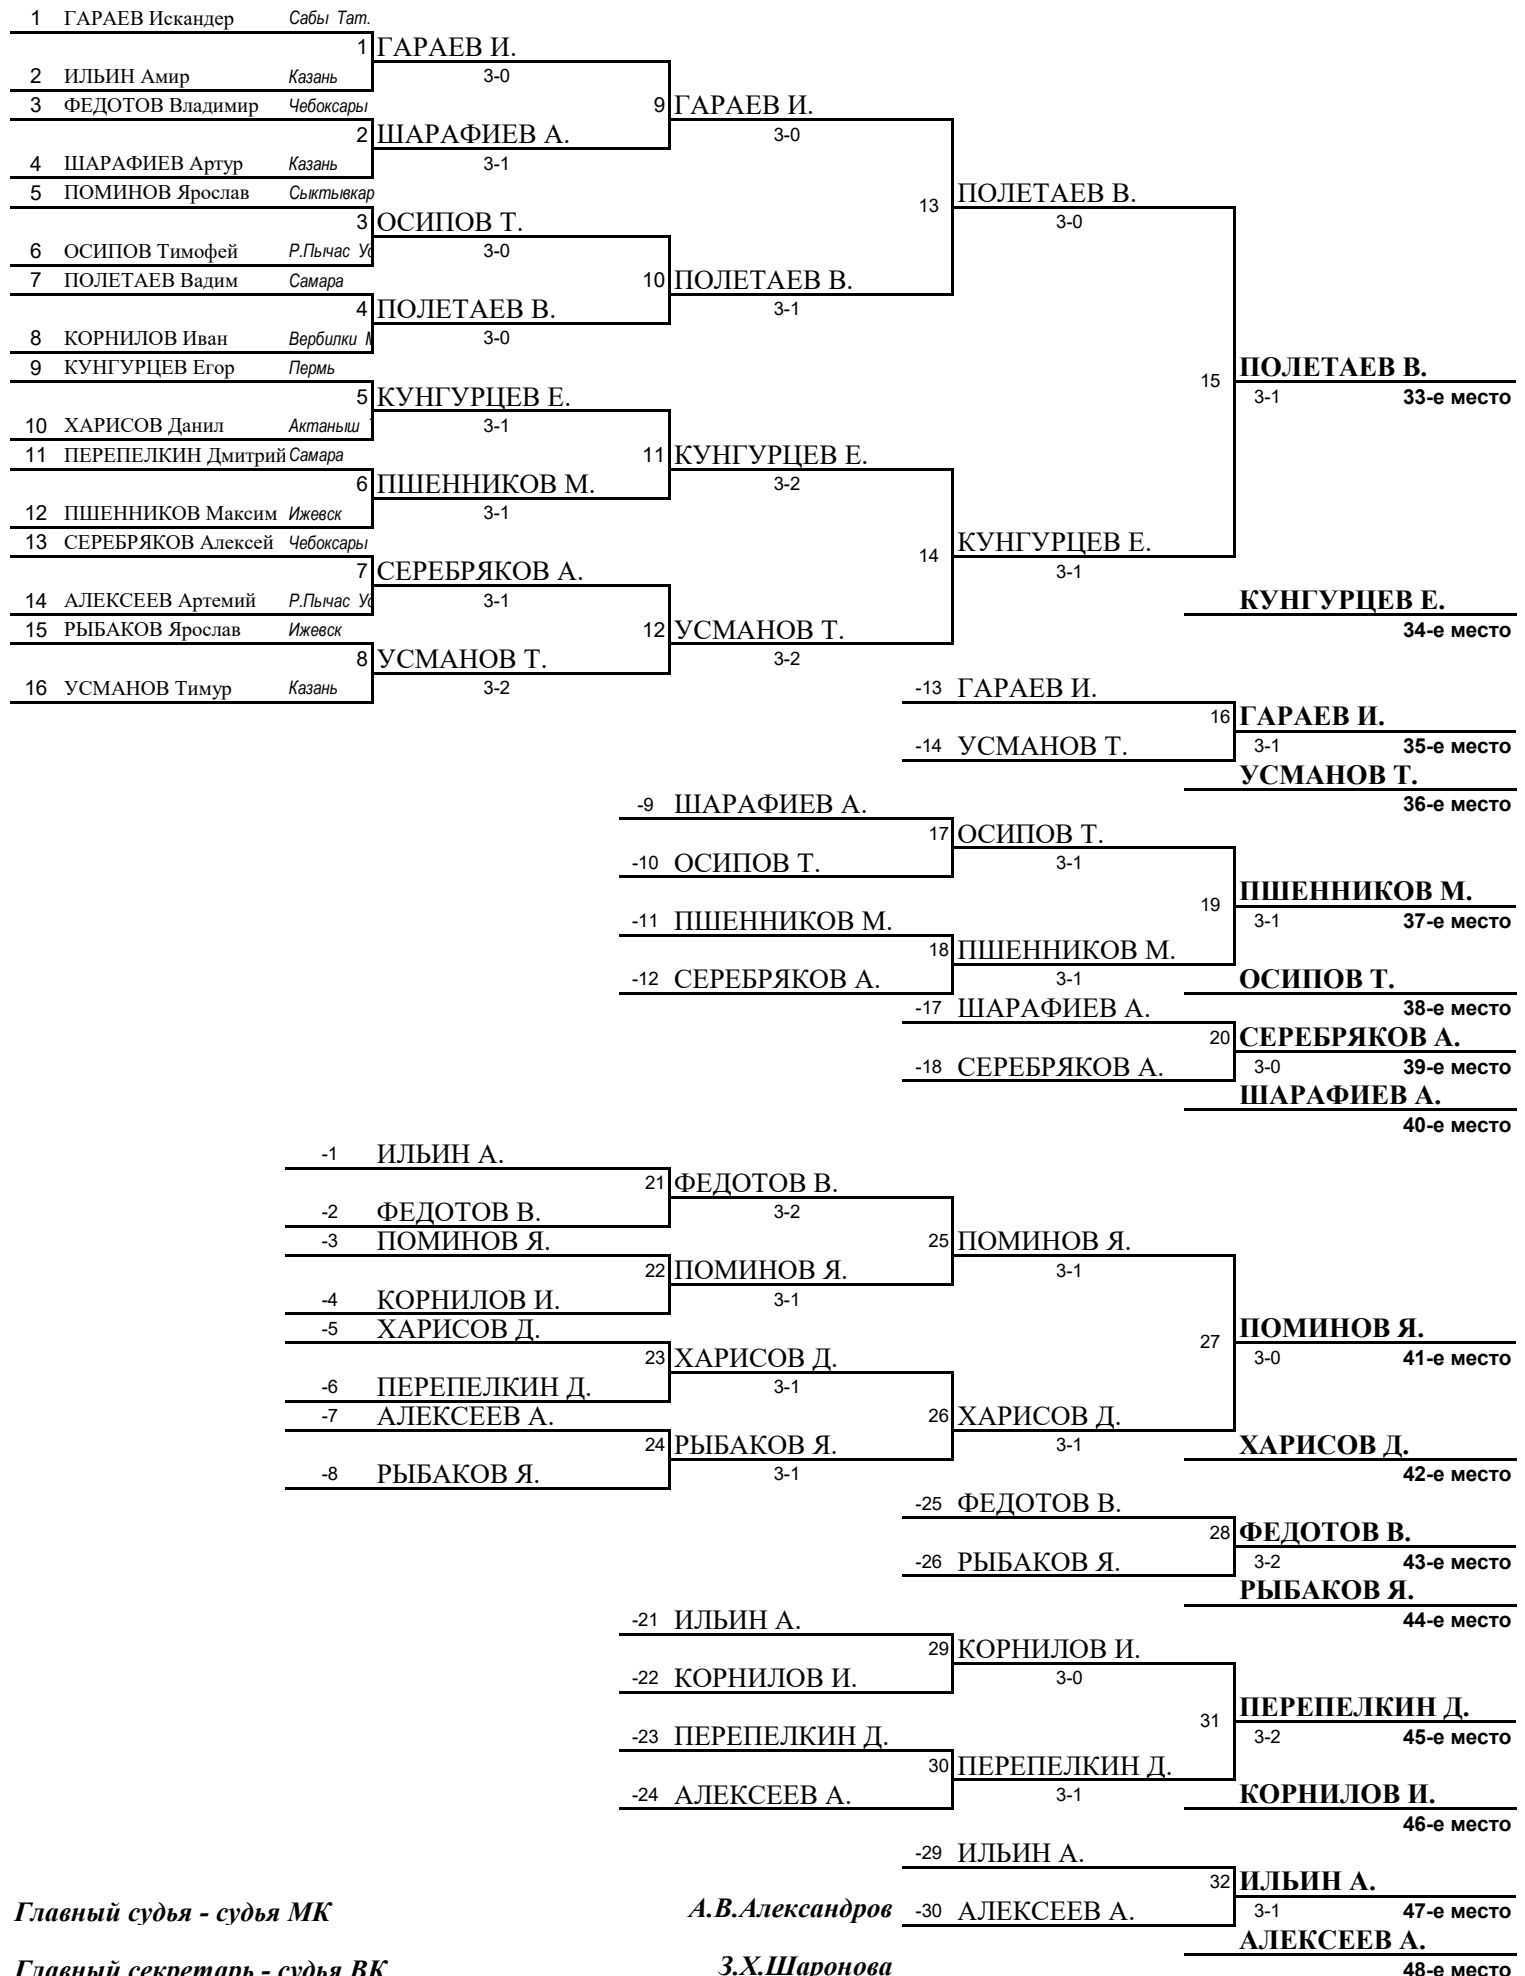 1 ГАРАЕВ Искандер Сабы Тат.
1 ГАРАЕВ И.
2 ИЛЬИН Амир Казань 3-0
3 ФЕДОТОВ Владимир Чебоксары 9 ГАРАЕВ И.
2 ШАРАФИЕВ А. 3-0
4 ШАРАФИЕВ Артур Казань 3-1
5 ПОМИНОВ Ярослав Сыктывкар 13 ПОЛЕТАЕВ В.
3 ОСИПОВ Т. 3-0
6 ОСИПОВ Тимофей Р.Пычас 3-0
7 ПОЛЕТАЕВ Вадим Самара 10 ПОЛЕТАЕВ В.
4 ПОЛЕТАЕВ В. 3-1
8 КОРНИЛОВ Иван Вербилки 3-0
9 КУНГУРЦЕВ Егор Пермь 15 ПОЛЕТАЕВ В.
5 КУНГУРЦЕВ Е. 3-1 33-е место
10 ХАРИСОВ Данил Актаныш 3-1
11 ПЕРЕПЕЛКИН Дмитрий Самара 11 КУНГУРЦЕВ Е.
6 ПШЕННИКОВ М. 3-2
12 ПШЕННИКОВ Максим Ижевск 3-1
13 СЕРЕБРЯКОВ Алексей Чебоксары 14 КУНГУРЦЕВ Е.
7 СЕРЕБРЯКОВ А. 3-1
14 АЛЕКСЕЕВ Артемий Р.Пычас 3-1 КУНГУРЦЕВ Е.
15 РЫБАКОВ Ярослав Ижевск 12 УСМАНОВ Т. 34-е место
8 УСМАНОВ Т. 3-2
16 УСМАНОВ Тимур Казань 3-2 -13 ГАРАЕВ И.
16 ГАРАЕВ И.
-14 УСМАНОВ Т. 3-1 35-е место
УСМАНОВ Т.
-9 ШАРАФИЕВ А. 36-е место
17 ОСИПОВ Т.
-10 ОСИПОВ Т. 3-1
19 ПШЕННИКОВ М.
-11 ПШЕННИКОВ М. 3-1 37-е место
18 ПШЕННИКОВ М.
-12 СЕРЕБРЯКОВ А. 3-1 ОСИПОВ Т.
-17 ШАРАФИЕВ А. 38-е место
20 СЕРЕБРЯКОВ А.
-18 СЕРЕБРЯКОВ А. 3-0 39-е место
ШАРАФИЕВ А.
40-е место
-1 ИЛЬИН А.
21 ФЕДОТОВ В.
-2 ФЕДОТОВ В. 3-2
-3 ПОМИНОВ Я. 25 ПОМИНОВ Я.
22 ПОМИНОВ Я. 3-1
-4 КОРНИЛОВ И. 3-1
-5 ХАРИСОВ Д. 27 ПОМИНОВ Я.
23 ХАРИСОВ Д. 3-0 41-е место
-6 ПЕРЕПЕЛКИН Д. 3-1
-7 АЛЕКСЕЕВ А. 26 ХАРИСОВ Д.
24 РЫБАКОВ Я. 3-1 ХАРИСОВ Д.
-8 РЫБАКОВ Я. 3-1 42-е место
-25 ФЕДОТОВ В.
28 ФЕДОТОВ В.
-26 РЫБАКОВ Я. 3-2 43-е место
РЫБАКОВ Я.
-21 ИЛЬИН А. 44-е место
29 КОРНИЛОВ И.
-22 КОРНИЛОВ И. 3-0
31 ПЕРЕПЕЛКИН Д.
-23 ПЕРЕПЕЛКИН Д. 3-2 45-е место
30 ПЕРЕПЕЛКИН Д.
-24 АЛЕКСЕЕВ А. 3-1 КОРНИЛОВ И.
46-е место
-29 ИЛЬИН А.
32 ИЛЬИН А.
Главный судья - судья МК А.В.Александров -30 АЛЕКСЕЕВ А. 3-1 47-е место
АЛЕКСЕЕВ А.
Главный секретарь - судья ВК З.Х.Шаронова 48-е место